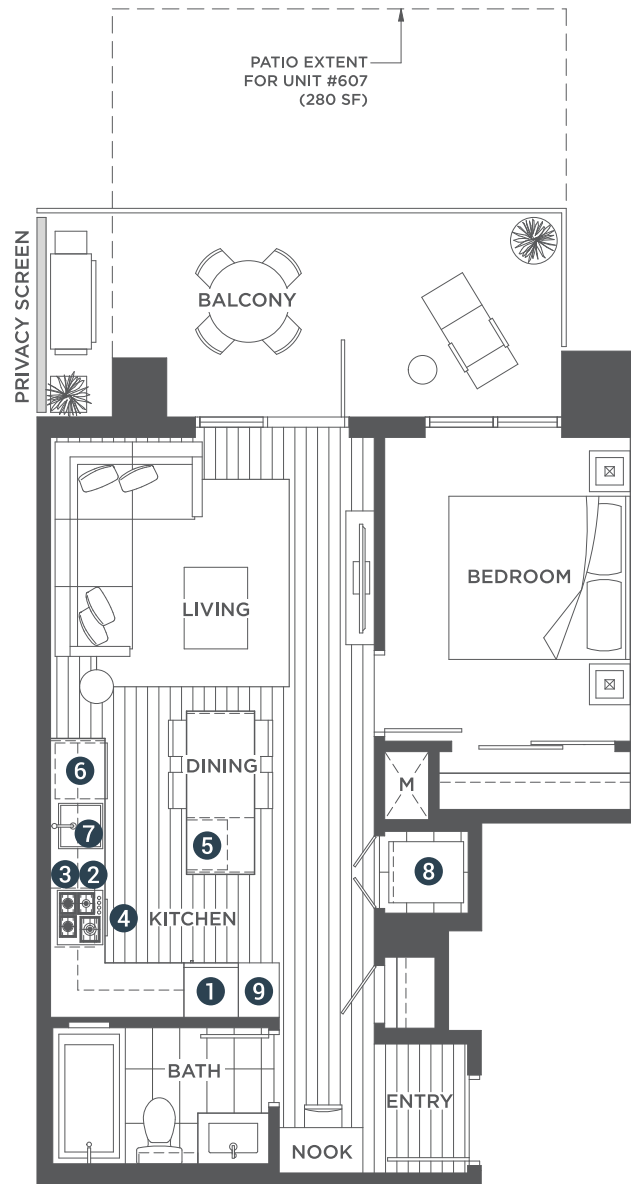 PATIO EXTENT
FOR UNIT #607
(280 SF)
PRIVACY SCREEN
BALCONY
LIVING
BEDROOM
6
DINING
M
7
5
3 2
8
4
KITCHEN
1
9
BATH
ENTRY
NOOK